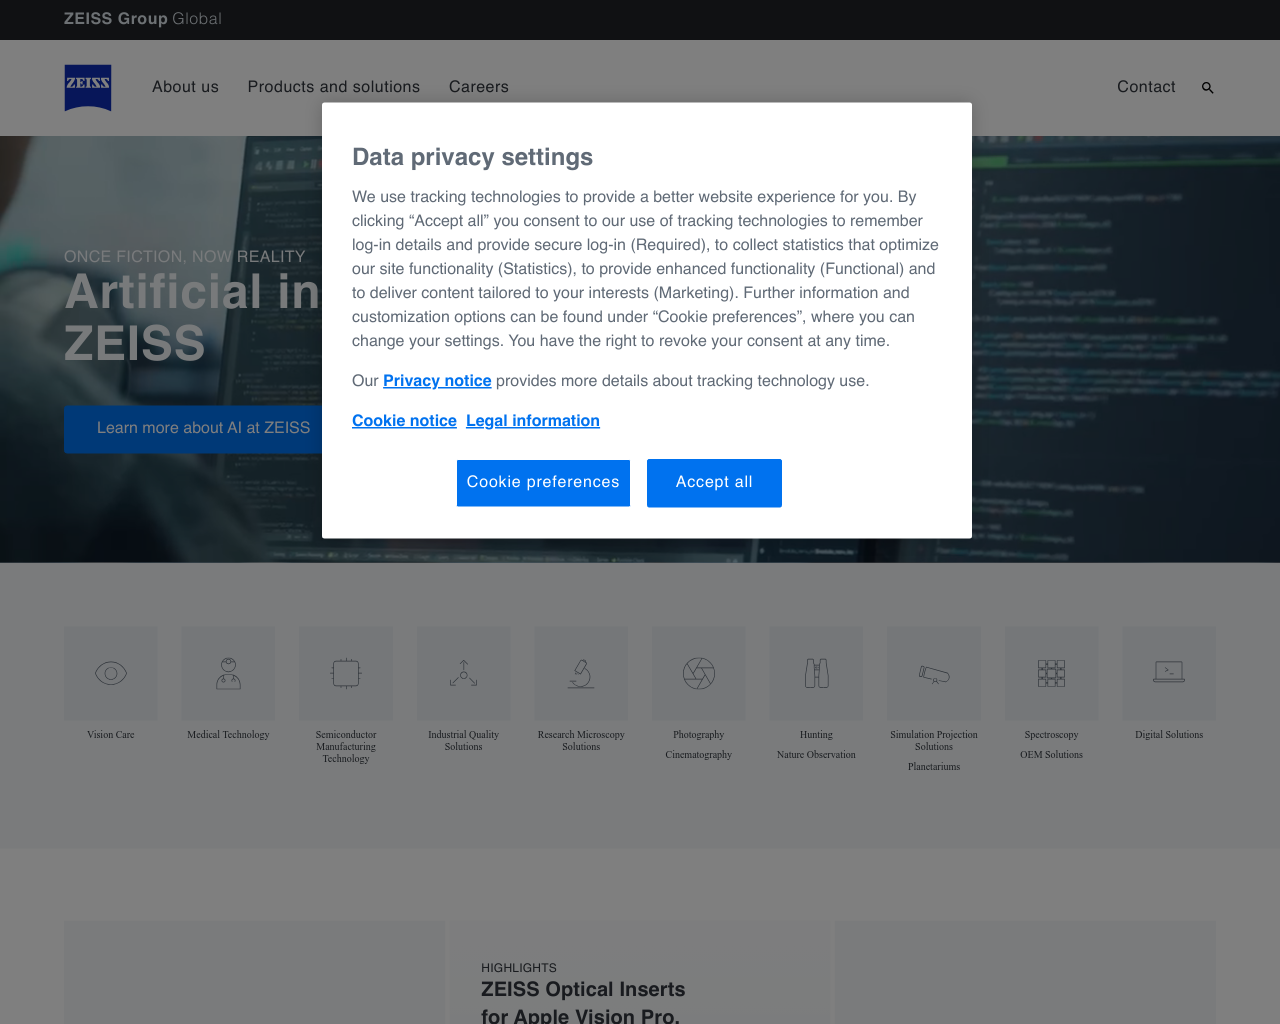 ZEISS Group Global
ZEISS
About us
Products and solutions
Careers
Contact
Data privacy settings
We use tracking technologies to provide a better website experience for you. By
clicking “Accept all” you consent to our use of tracking technologies to remember
log-in details and provide secure log-in (Required), to collect statistics that optimize
our site functionality (Statistics), to provide enhanced functionality (Functional) and
to deliver content tailored to your interests (Marketing). Further information and
customization options can be found under “Cookie preferences”, where you can
change your settings. You have the right to revoke your consent at any time.
Our Privacy notice provides more details about tracking technology use.
Cookie notice Legal information
Cookie preferences
Accept all
ONCE FICTION, NOW REALITY
Artificial in
ZEISS
Learn more about AI at ZEISS
Vision Care
Medical Technology
Semiconductor
Manufacturing
Technology
Industrial Quality
Solutions
Research Microscopy
Solutions
Photography
Cinematography
Hunting
Nature Observation
Simulation Projection
Solutions
Planetariums
Spectroscopy
OEM Solutions
Digital Solutions
HIGHLIGHTS
ZEISS Optical Inserts
for Apple Vision Pro.